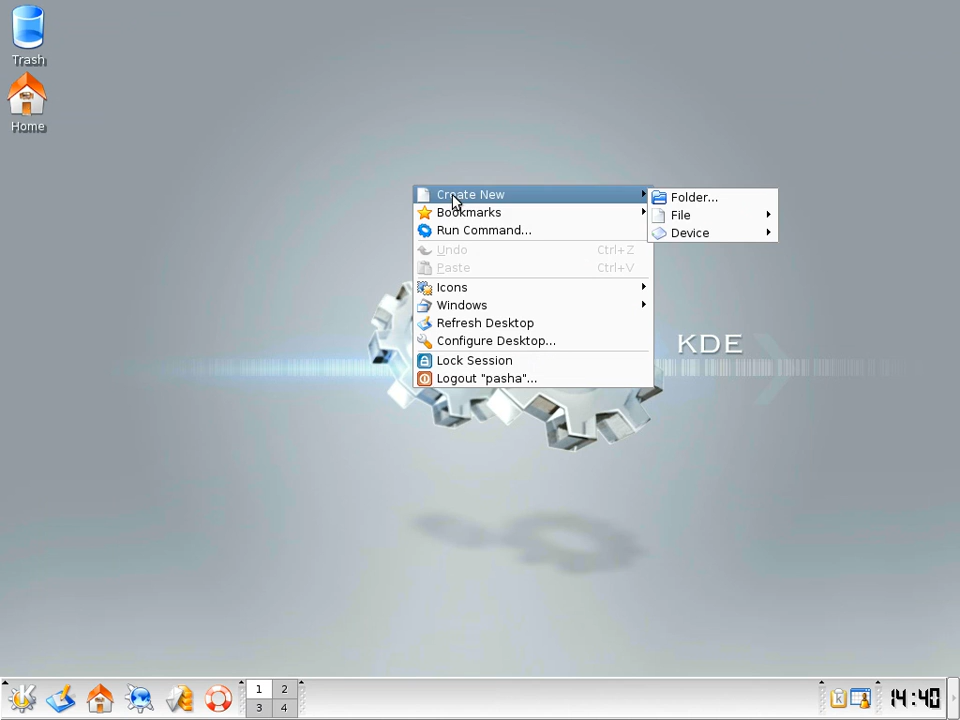 Trash
Home
Create New
Bookmarks
Run Command...
Undo Ctrl+Z
Paste Ctrl+V
Icons
Windows
Refresh Desktop
Configure Desktop...
Lock Session
Logout "pasha"...
Folder...
File
Device
KDE
1 2
3 4
14:40